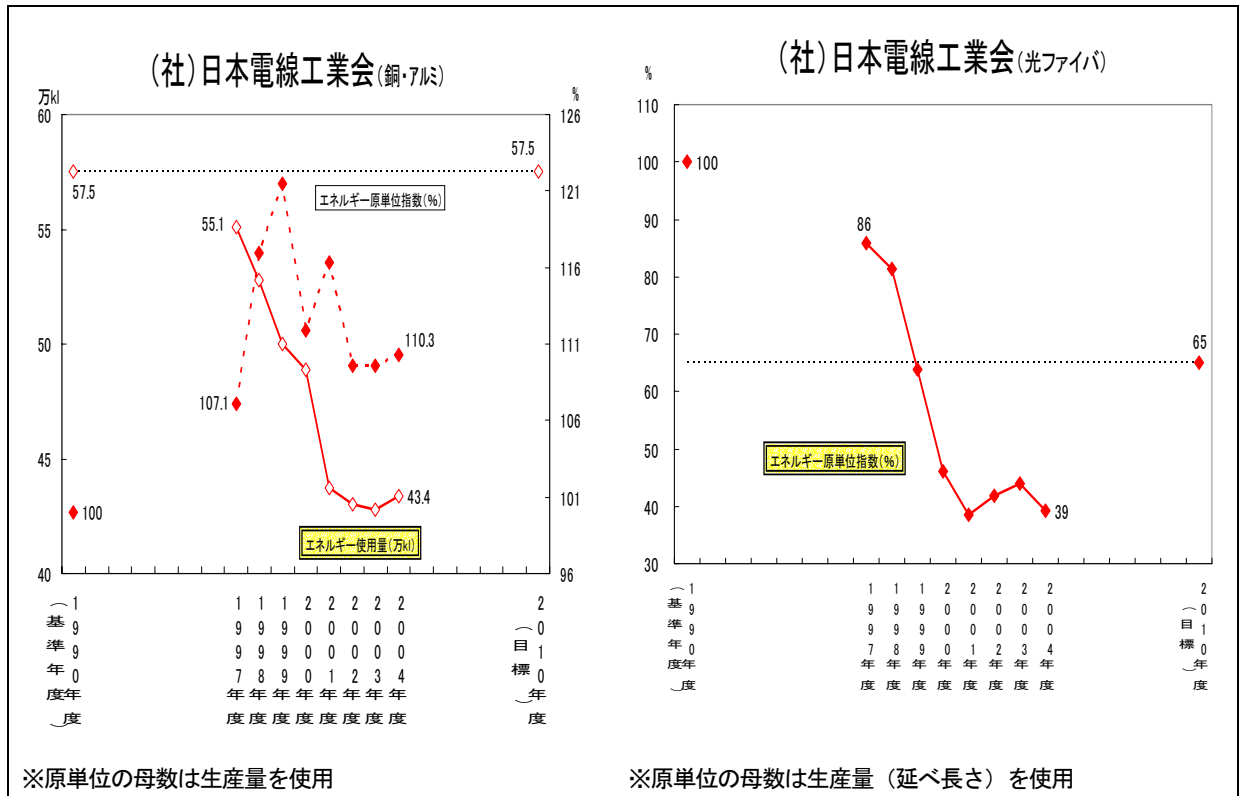 (社)日本電線工業会(銅・アルミ)
万kl
%
60
55
50
45
40
126
121
116
111
106
101
96
57.5
57.5
エネルギー原単位指数(%)
55.1
107.1
110.3
100
43.4
エネルギー使用量(万kl)
1990年度
(基準年度)
1997年度
1998年度
1999年度
2000年度
2001年度
2002年度
2003年度
2004年度
2010年度
(目標)
※原単位の母数は生産量を使用
(社)日本電線工業会(光ファイバ)
%
110
100
90
80
70
60
50
40
30
100
86
65
エネルギー原単位指数(%)
39
1990年度
(基準年度)
1997年度
1998年度
1999年度
2000年度
2001年度
2002年度
2003年度
2004年度
2010年度
(目標)
※原単位の母数は生産量(延べ長さ)を使用